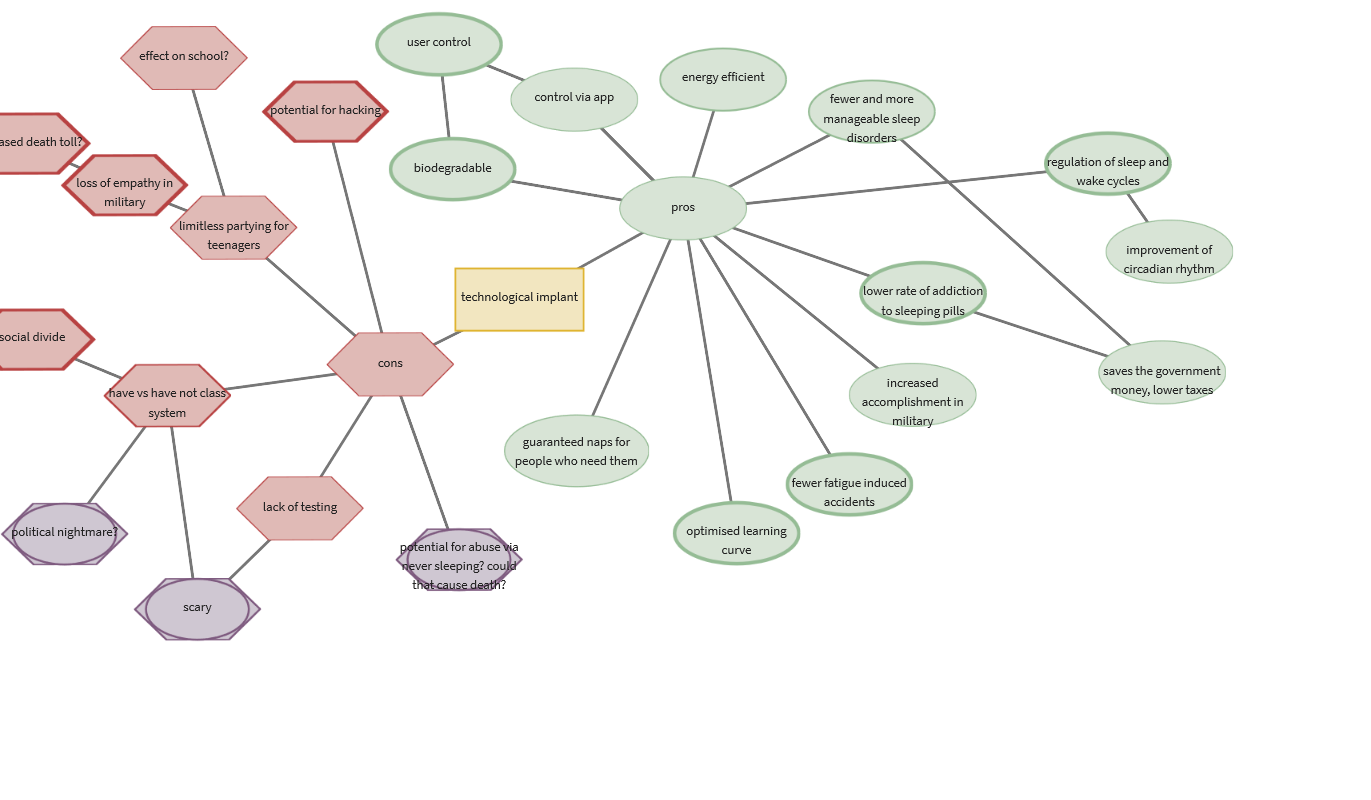 user control
effect on school?
energy efficient
control via app
potential for hacking
fewer and more
manageable sleep
disorders
ased death toll?
biodegradable
regulation of sleep and
wake cycles
loss of empathy in
military
pros
limitless partying for
teenagers
improvement of
circadian rhythm
technological implant
lower rate of addiction
to sleeping pills
social divide
cons
saves the government
money, lower taxes
have vs have not class
system
increased
accomplishment in
military
guaranteed naps for
people who need them
fewer fatigue induced
accidents
lack of testing
political nightmare?
optimised learning
curve
potential for abuse via
never sleeping? could
that cause death?
scary